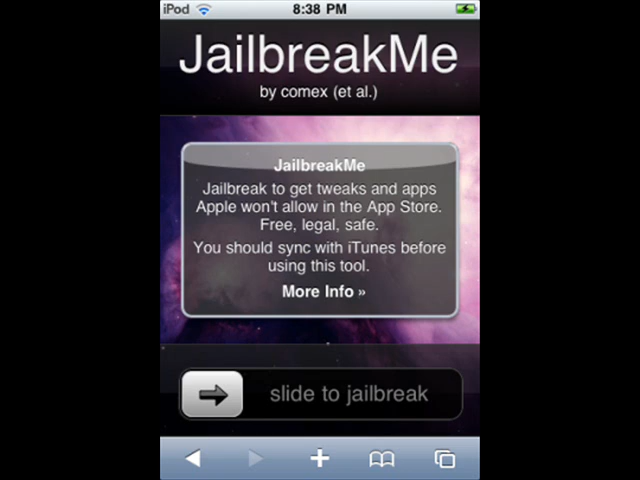 iPod 8:38 PM
JailbreakMe
by comex (et al.)
JailbreakMe
Jailbreak to get tweaks and apps
Apple won't allow in the App Store.
Free, legal, safe.
You should sync with iTunes before
using this tool.
More Info »
slide to jailbreak